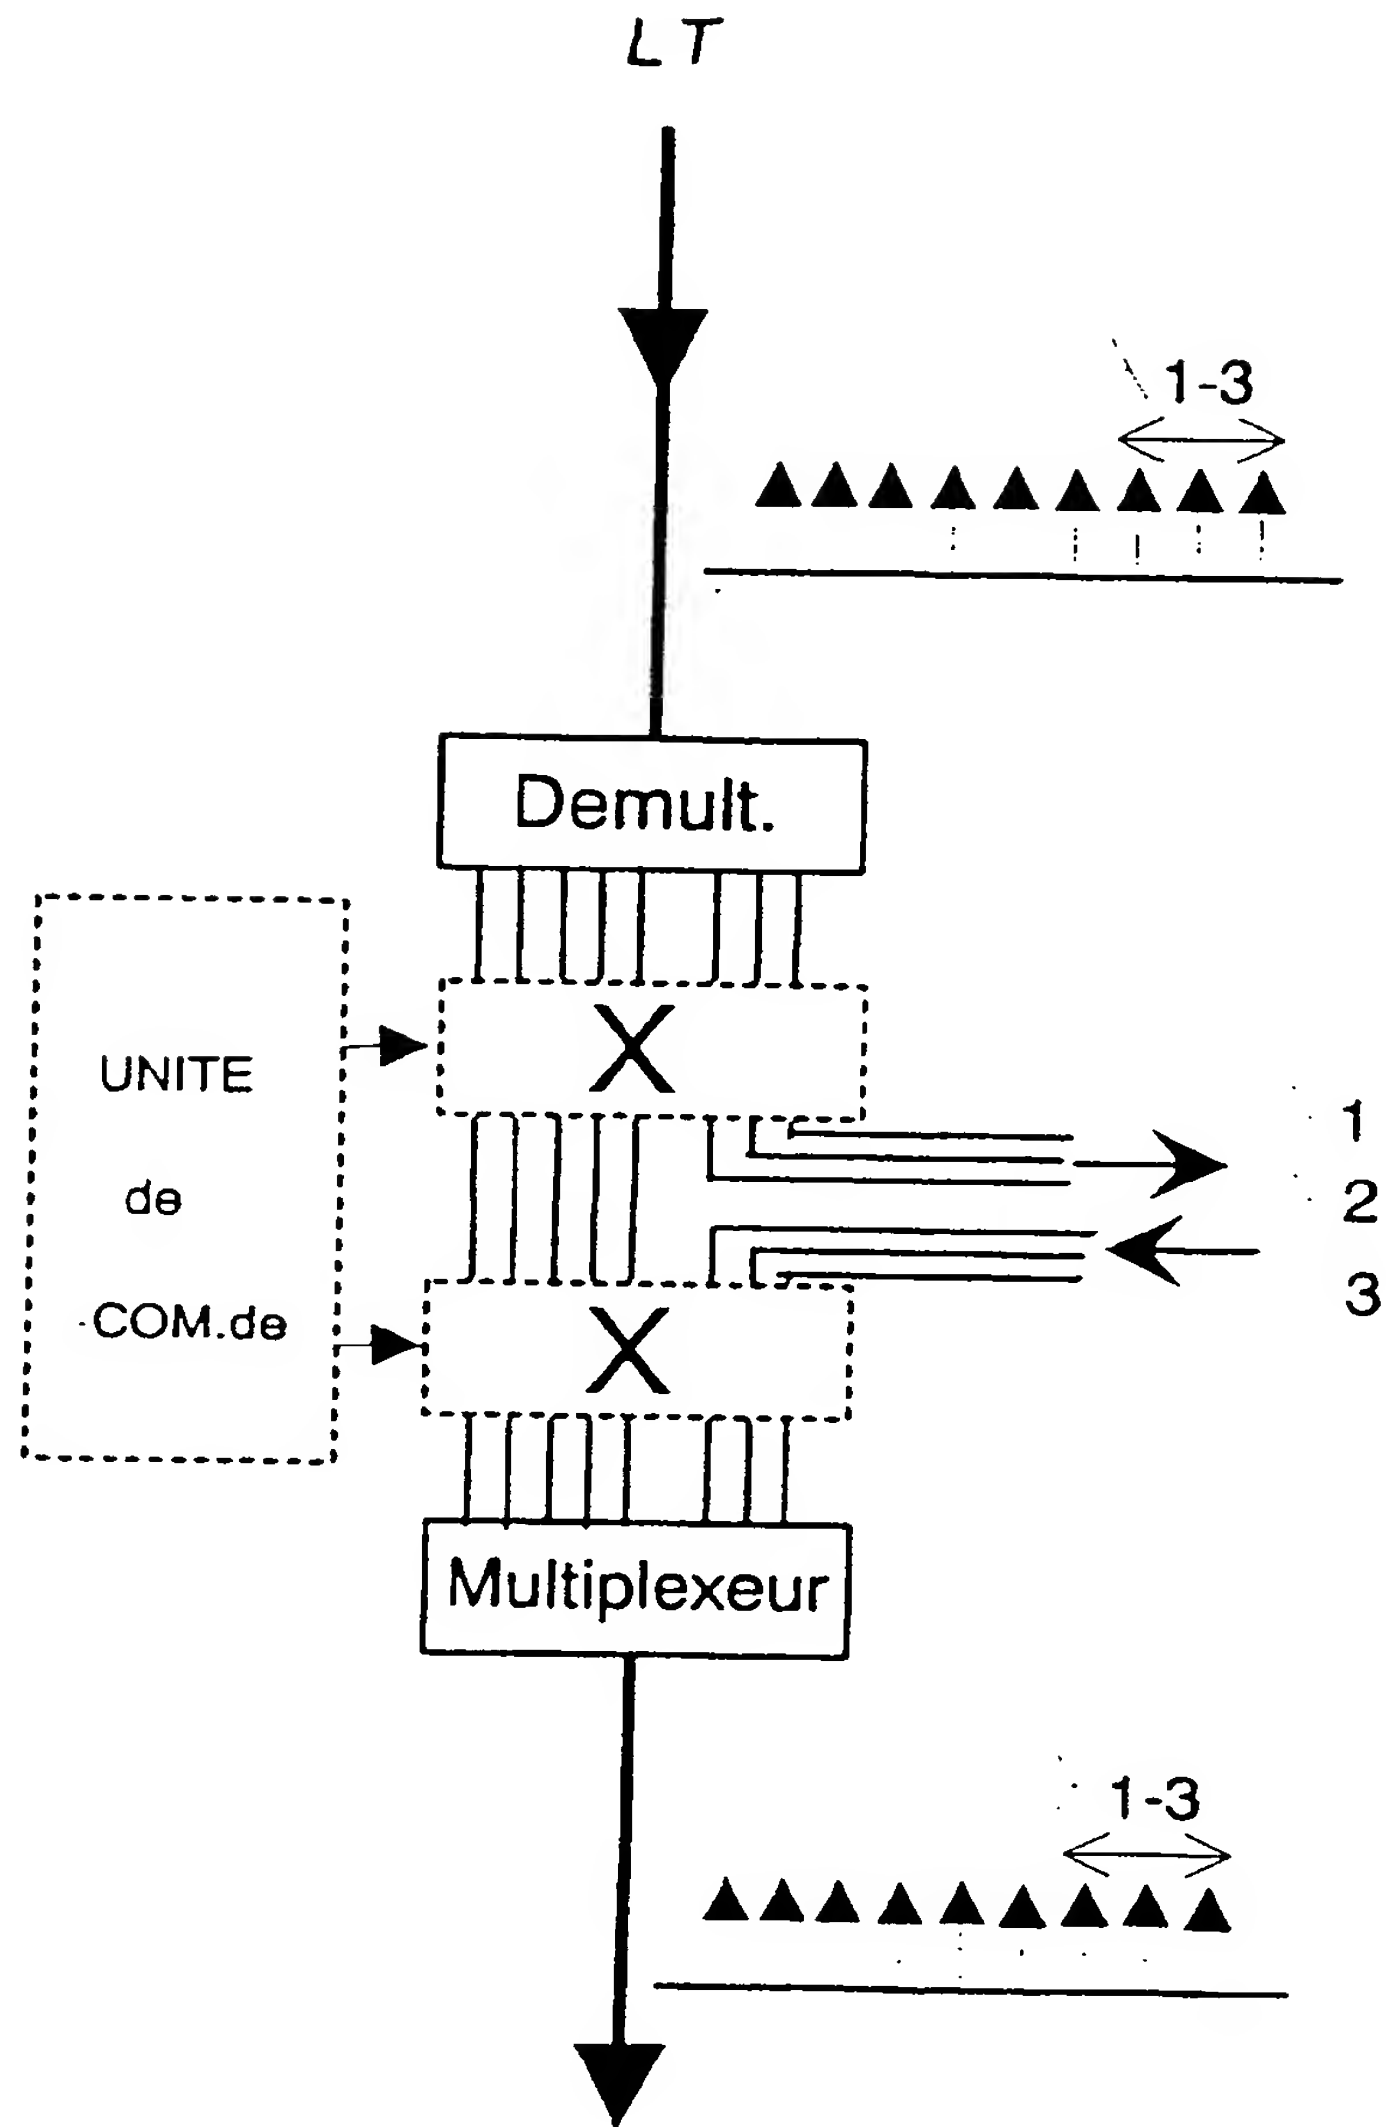 LT
1-3
Demult.
X
UNITE
de
COM.de
1
2
3
X
Multiplexeur
1-3